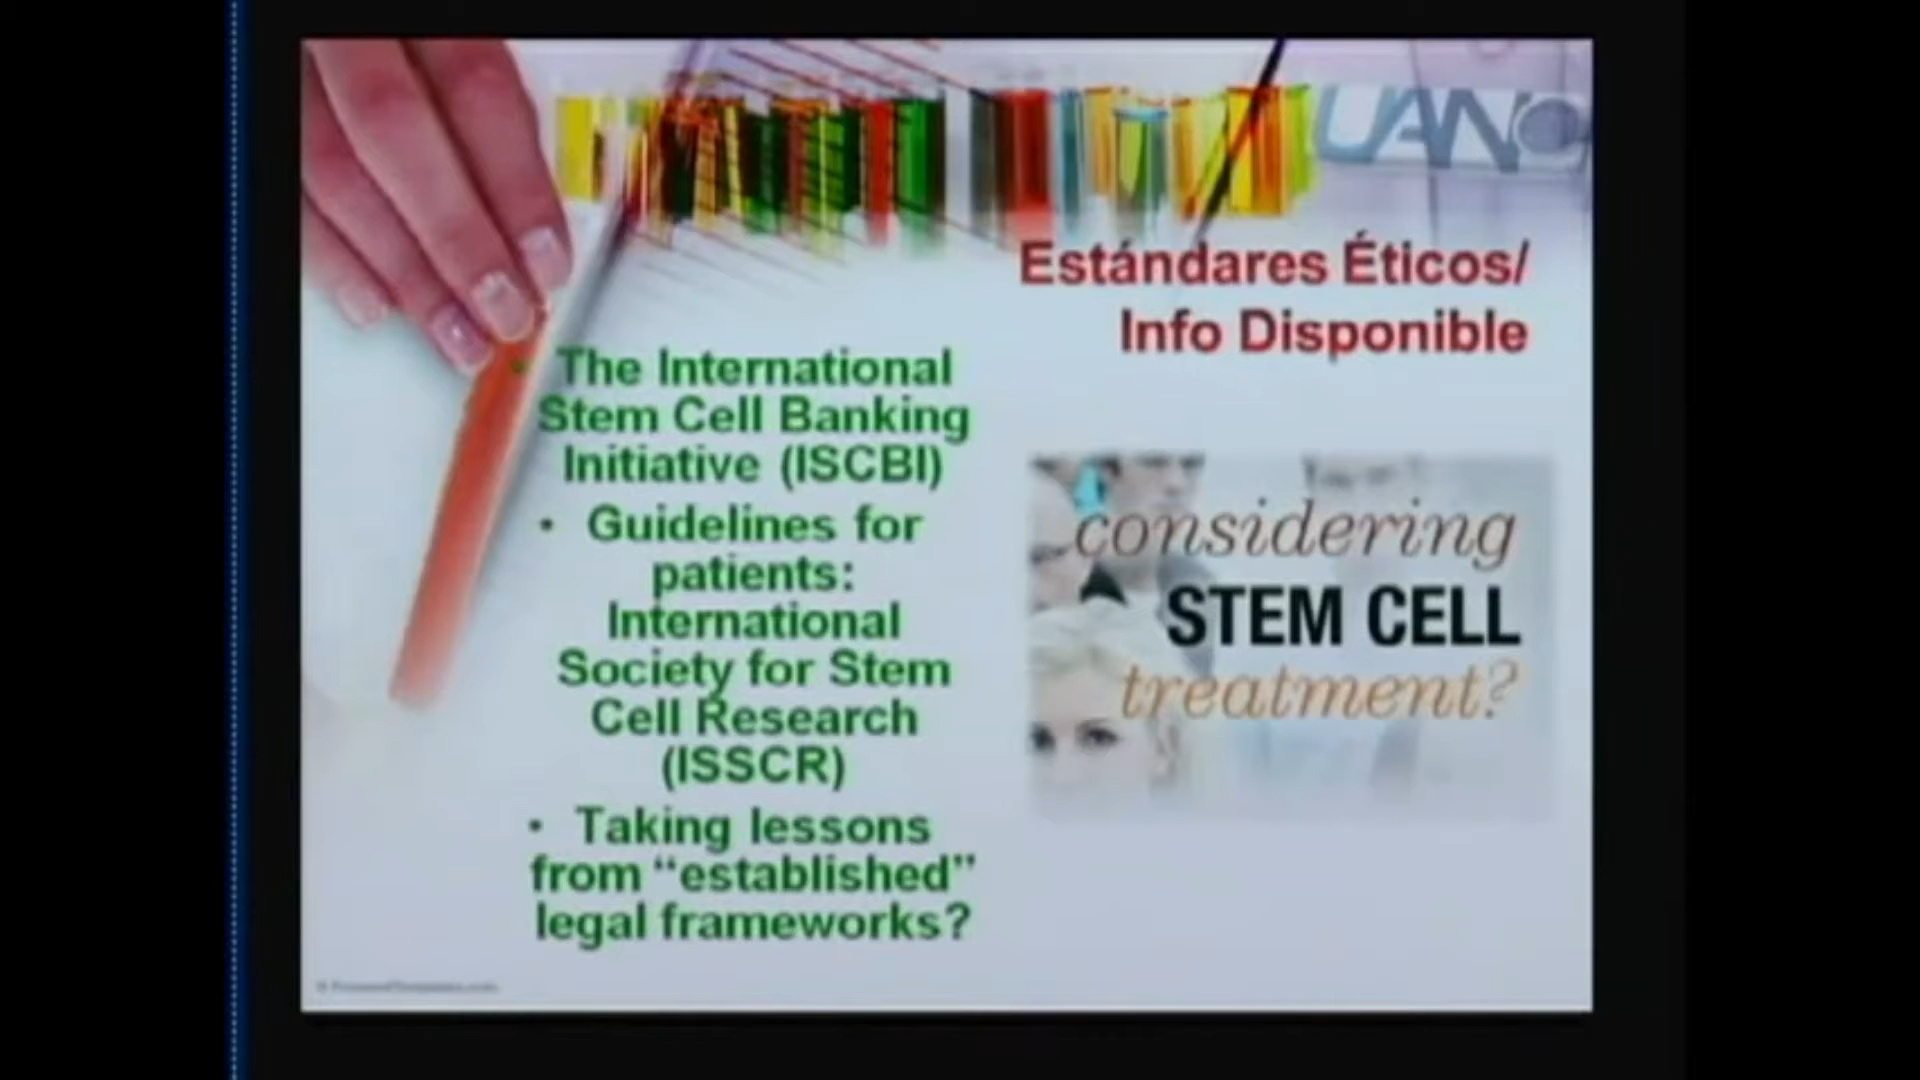 UAN
Estándares Éticos/
Info Disponible
• The International
Stem Cell Banking
Initiative (ISCBI)
• Guidelines for
patients:
International
Society for Stem
Cell Research
(ISSCR)
• Taking lessons
from “established”
legal frameworks?
considering
STEM CELL
treatment?